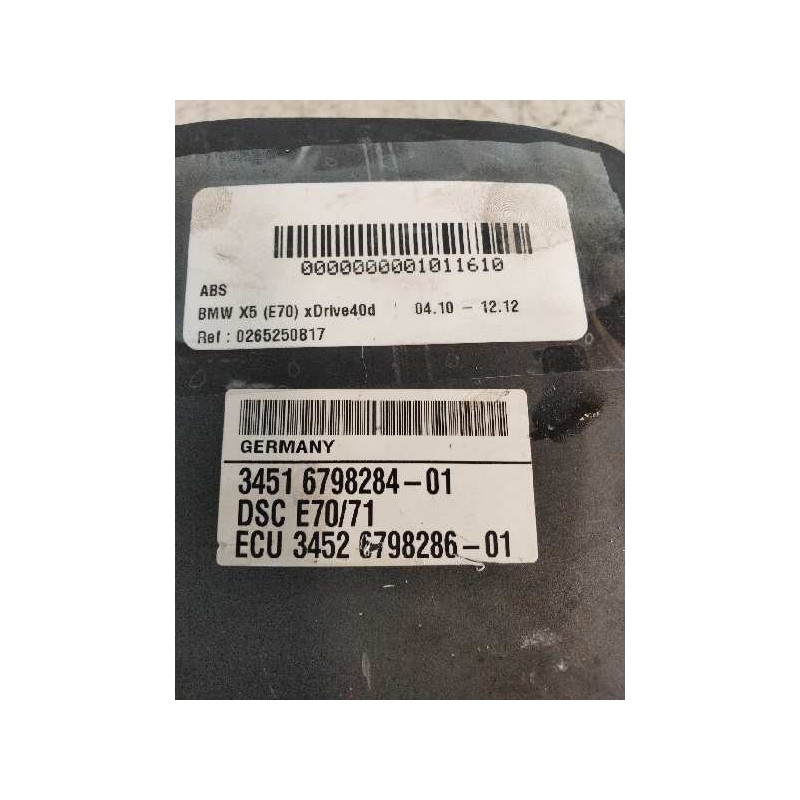 0000000001011610
ABS
BMW X5 (E70) xDrive40d 04.10 - 12.12
Ref : 0265250817
GERMANY
3451 6798284-01
DSC E70/71
ECU 3452 6798286-01